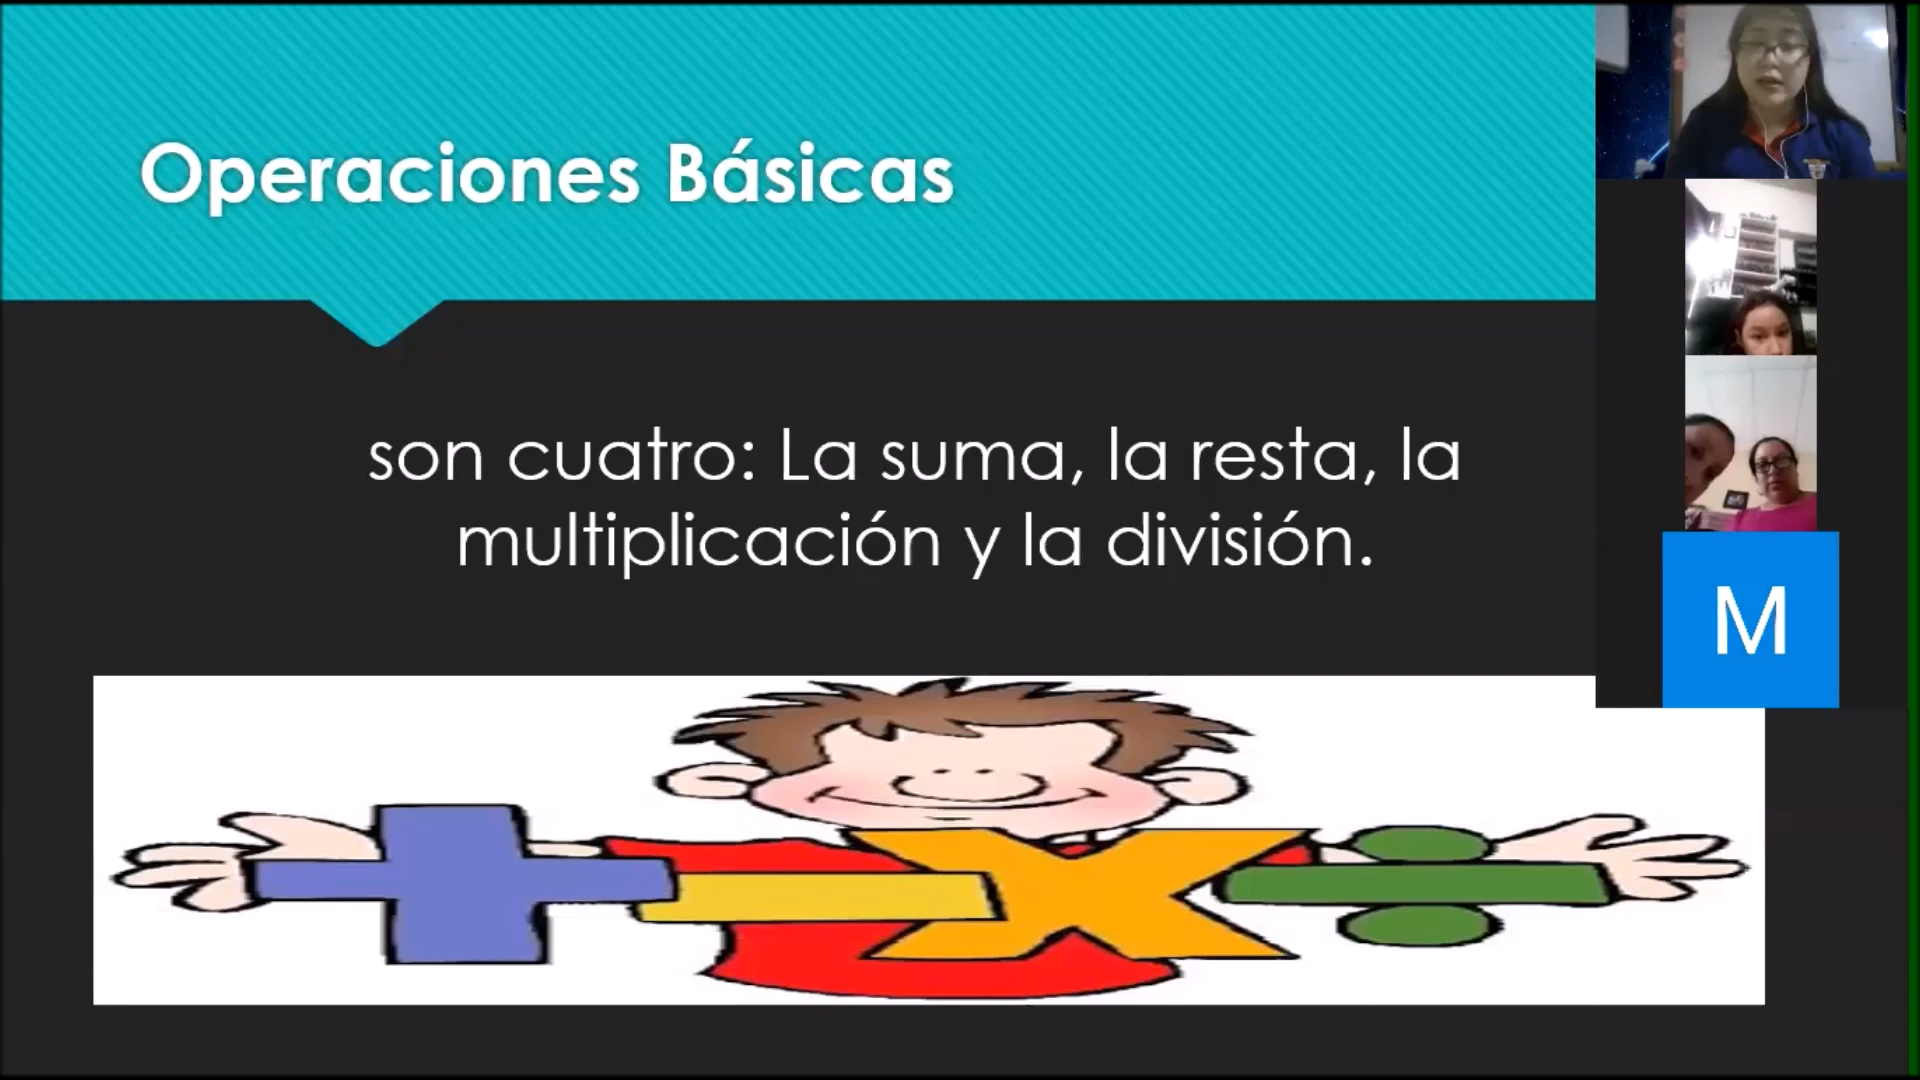 Operaciones Básicas
son cuatro: La suma, la resta, la
multiplicación y la división.
M